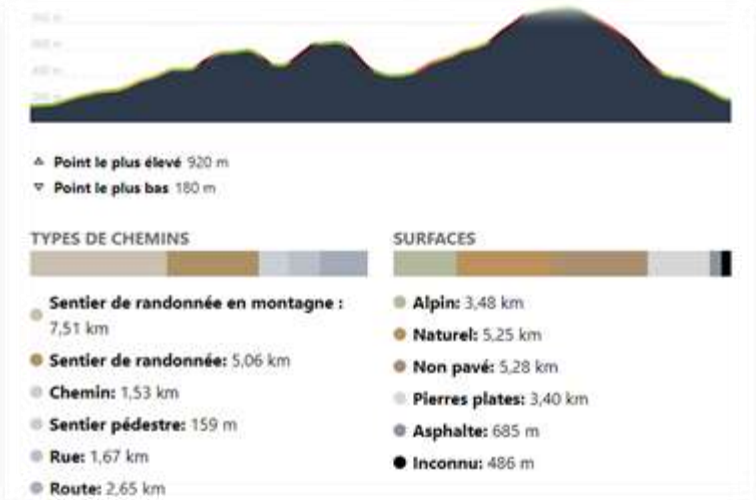 Point le plus élevé 920 m
Point le plus bas 180 m
TYPES DE CHEMINS
Sentier de randonnée en montagne :
7,51 km
Sentier de randonnée: 5,06 km
Chemin: 1,53 km
Sentier pédestre: 159 m
Rue: 1,67 km
Route: 2,65 km
SURFACES
Alpin: 3,48 km
Naturel: 5,25 km
Non pavé: 5,28 km
Pierres plates: 3,40 km
Asphalte: 685 m
Inconnu: 486 m